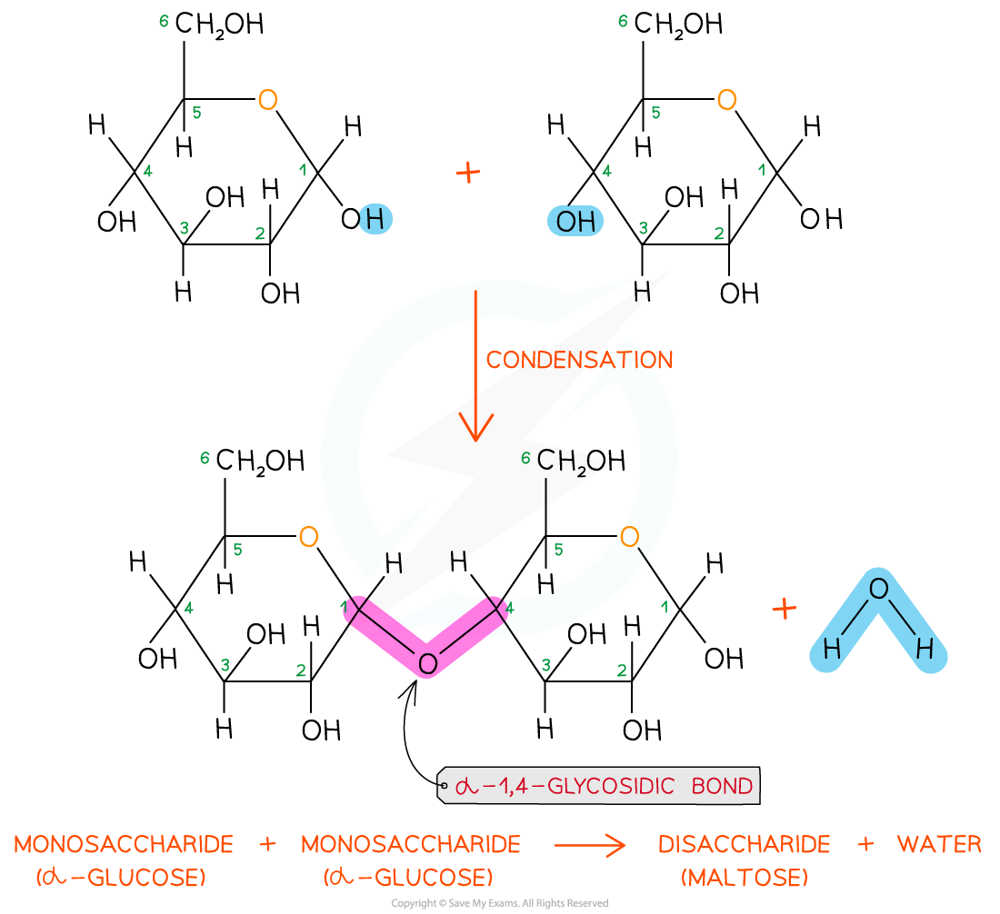 6 CH2OH 6 CH2OH
O O
H 5 H H 5 H
H H
4 1 4 1
OH H OH H
OH 3 2 OH OH 3 2 OH
H OH H OH
+
CONDENSATION
6 CH2OH 6 CH2OH
O O
H 5 H H 5 H
H H
4 1 4 1
OH H OH H
OH 3 2 O 3 2 OH
H OH H OH
+
O
H H
α-1,4-GLYCOSIDIC BOND
MONOSACCHARIDE + MONOSACCHARIDE → DISACCHARIDE + WATER
(α-GLUCOSE) (α-GLUCOSE) (MALTOSE)
Copyright © Save My Exams. All Rights Reserved